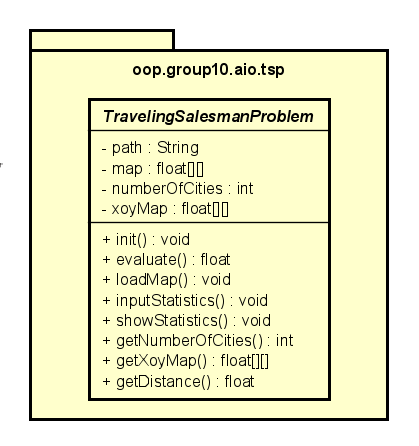 oop.group10.aio.tsp
TravelingSalesmanProblem
- path : String
- map : float[][]
- numberOfCities : int
- xoyMap : float[][]
+ init() : void
+ evaluate() : float
+ loadMap() : void
+ inputStatistics() : void
+ showStatistics() : void
+ getNumberOfCities() : int
+ getXoyMap() : float[][]
+ getDistance() : float